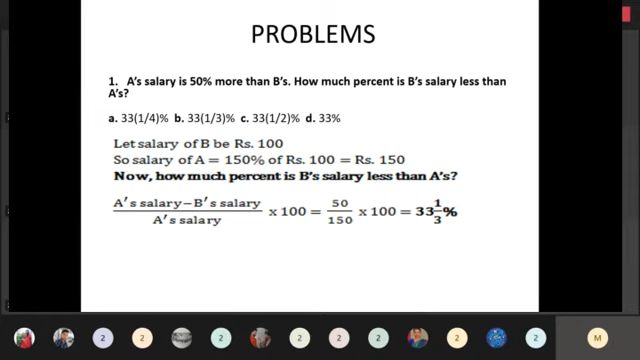 PROBLEMS
1. A's salary is 50% more than B's. How much percent is B's salary less than
A's?
a. 33(1/4)% b. 33(1/3)% c. 33(1/2)% d. 33%
Let salary of B be Rs. 100
So salary of A = 150% of Rs. 100 = Rs. 150
Now, how much percent is B's salary less than A's?
A's salary−B's salary / A's salary x 100 = 50/150 x 100 = 33 1/3 %
2 2 2 2 2 2 2 M